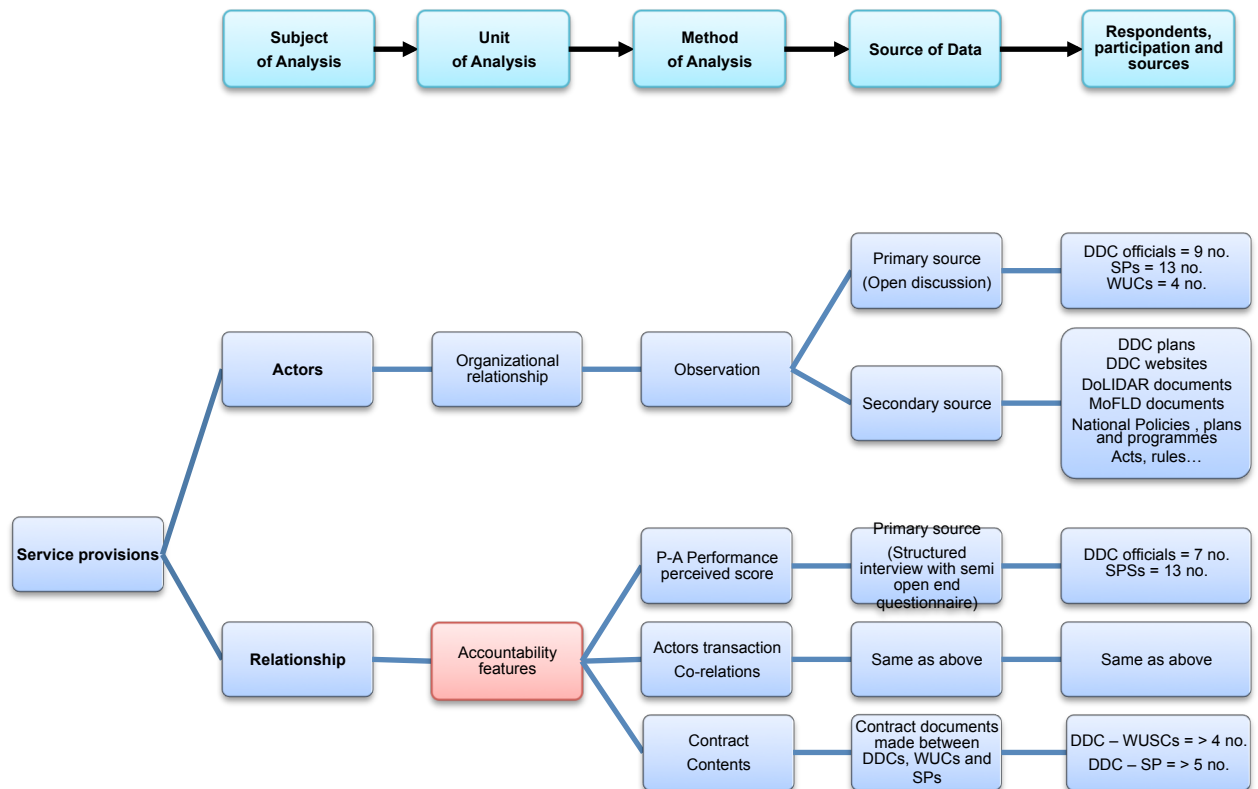 Subject
of Analysis
Unit
of Analysis
Method
of Analysis
Source of Data
Respondents,
participation and
sources
Service provisions
Actors
Organizational
relationship
Observation
Primary source
(Open discussion)
DDC officials = 9 no.
SPs = 13 no.
WUCs = 4 no.
Secondary source
DDC plans
DDC websites
DoLIDAR documents
MoFLD documents
National Policies , plans
and programmes
Acts, rules…
Relationship
Accountability
features
P-A Performance
perceived score
Primary source
(Structured
interview with semi
open end
questionnaire)
DDC officials = 7 no.
SPSs = 13 no.
Actors transaction
Co-relations
Same as above
Same as above
Contract
Contents
Contract documents
made between
DDCs, WUCs and
SPs
DDC – WUSCs = > 4 no.
DDC – SP = > 5 no.